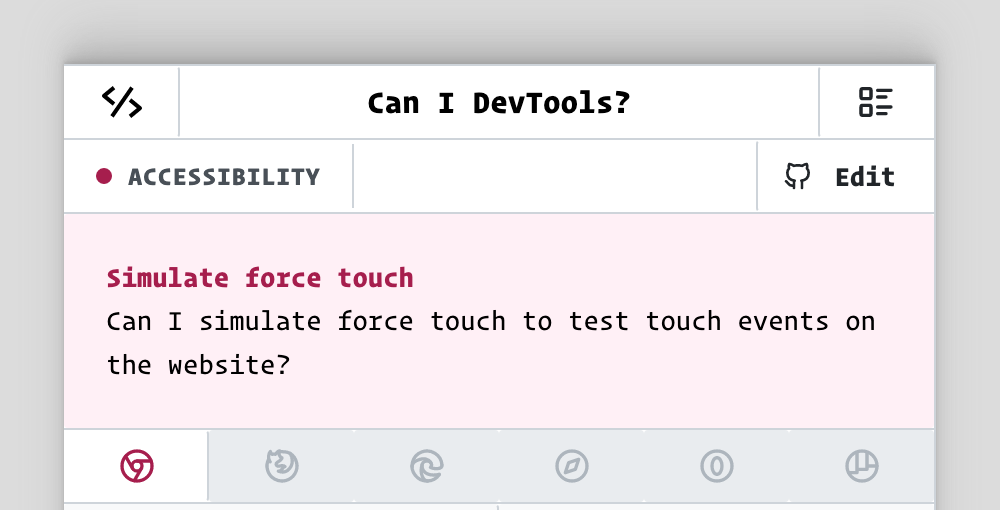 Can I DevTools?
ACCESSIBILITY
Edit
Simulate force touch
Can I simulate force touch to test touch events on
the website?